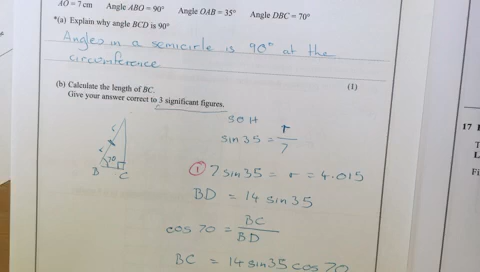 AO = 7 cm Angle ABO = 90° Angle OAB = 35° Angle DBC = 70°
*(a) Explain why angle BCD is 90°
Angles in a semicircle is 90° at the
circumference
(1)
(b) Calculate the length of BC.
Give your answer correct to 3 significant figures.
SOH
sin 35 = r
7
r
r
70
B
C
1 7 sin 35 = r = 4.015
BD = 14 sin 35
cos 70 = BC
BD
BC = 14 sin 35 cos 70
17
Fi